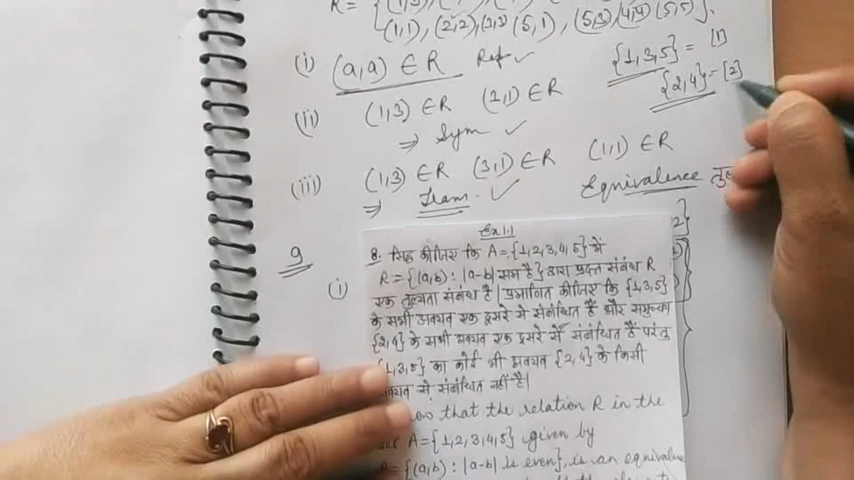 (1,1), (2,2), (3,3) (5,1), (5,3) (4,4) (5,5)}.
(i) (a,a) ∈ R Ref ✓
{1,3,5} = [1]
{2,4} = [2]
(ii) (1,3) ∈ R (3,1) ∈ R
⇒ Sym ✓
(iii) (1,3) ∈ R (3,1) ∈ R (1,1) ∈ R
⇒ Tram. ✓
Equivalence
9
(i)
Ex 1.1
8. सिद्ध कीजिए कि A = {1,2,3,4,5} में
R = {(a,b) : |a-b| सम है} द्वारा प्रदत्त संबंध R
एक तुल्यता संबंध है। प्रमाणित कीजिए कि {1,3,5}
के सभी अवयव एक दूसरे से संबंधित हैं और समुच्चय
{2,4} के सभी अवयव एक दूसरे से संबंधित हैं परंतु
{1,3,5} का कोई भी अवयव {2,4} के किसी
अवयव से संबंधित नहीं है।
that the relation R in the
A = {1,2,3,4,5} given by
{(a,b) : |a-b| is even}, is an equivalence